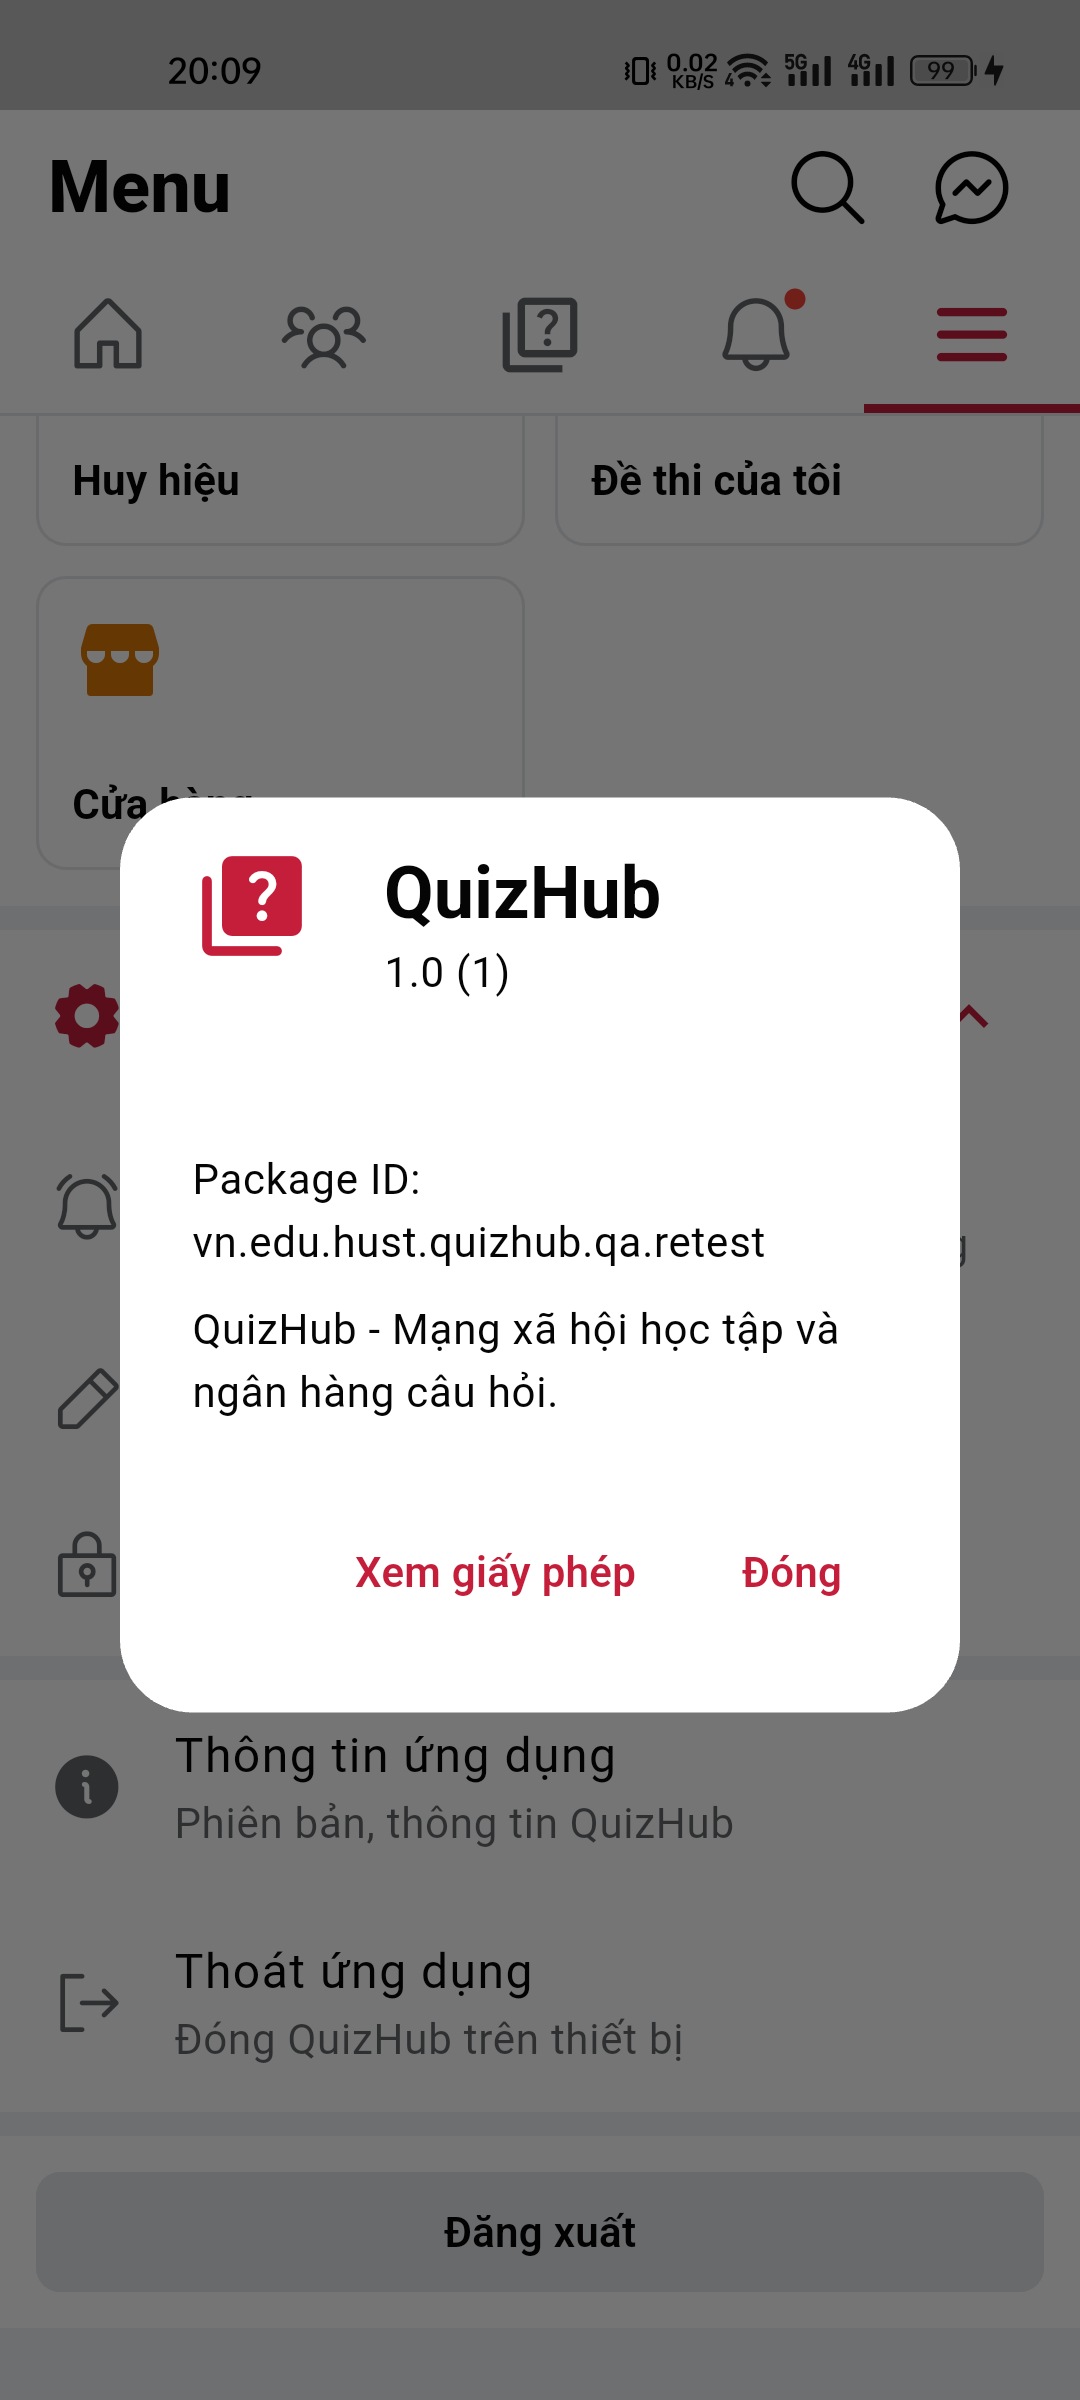 20:09
0.02
KB/S
4
5G
4G
99
Menu
Huy hiệu
Đề thi của tôi
QuizHub
1.0 (1)
Package ID:
vn.edu.hust.quizhub.qa.retest
QuizHub - Mạng xã hội học tập và
ngân hàng câu hỏi.
Xem giấy phép
Đóng
Thông tin ứng dụng
Phiên bản, thông tin QuizHub
Thoát ứng dụng
Đóng QuizHub trên thiết bị
Đăng xuất